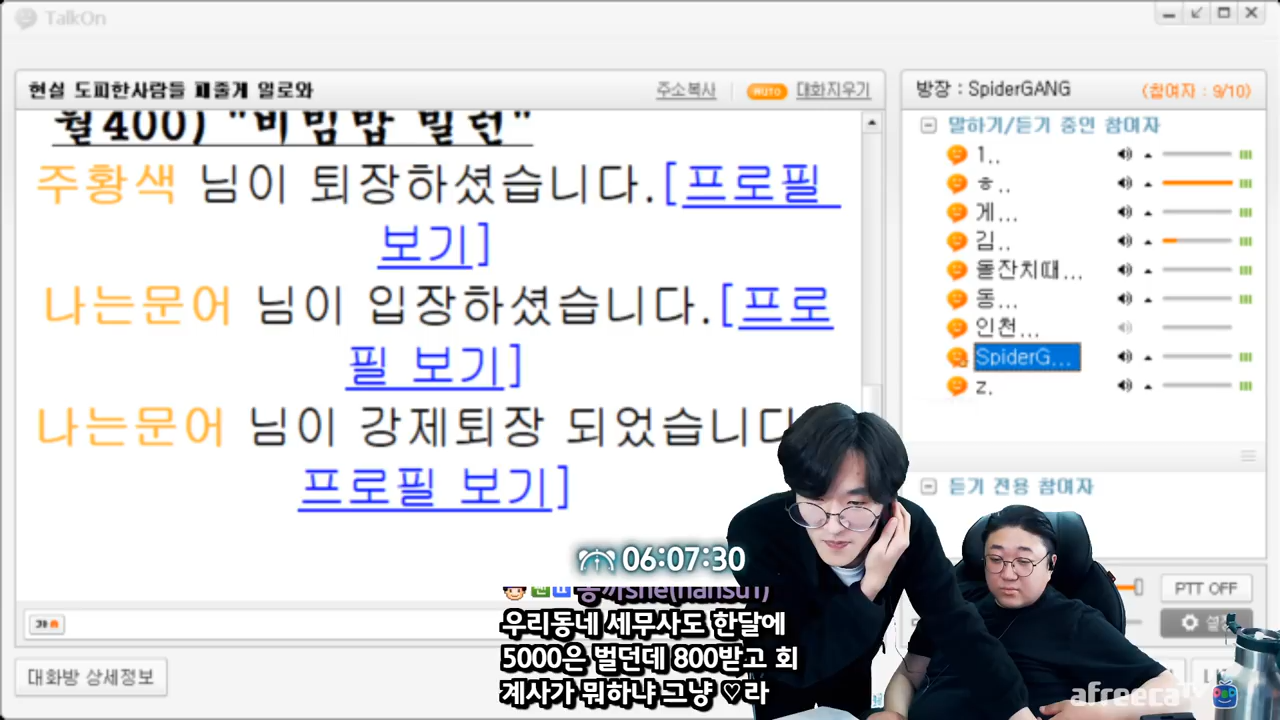 TalkOn
현실 도피한사람들 패줄게 일로와
주소복사
AUTO
대화지우기
월400) "비빔밥 밀런"
주황색 님이 퇴장하셨습니다.[프로필
보기]
나는문어 님이 입장하셨습니다.[프로
필 보기]
나는문어 님이 강제퇴장 되었습니다
프로필 보기]
대화방 상세정보
방장 : SpiderGANG
(참여자 : 9/10)
말하기/듣기 중인 참여자
1..
ㅎ..
게...
김..
돌잔치때...
동...
인천...
SpiderG...
z.
듣기 전용 참여자
PTT OFF
06:07:30
우리동네 세무사도 한달에
5000은 벌던데 800받고 회
계사가 뭐하냐 그냥 ♡라
afreecaTV